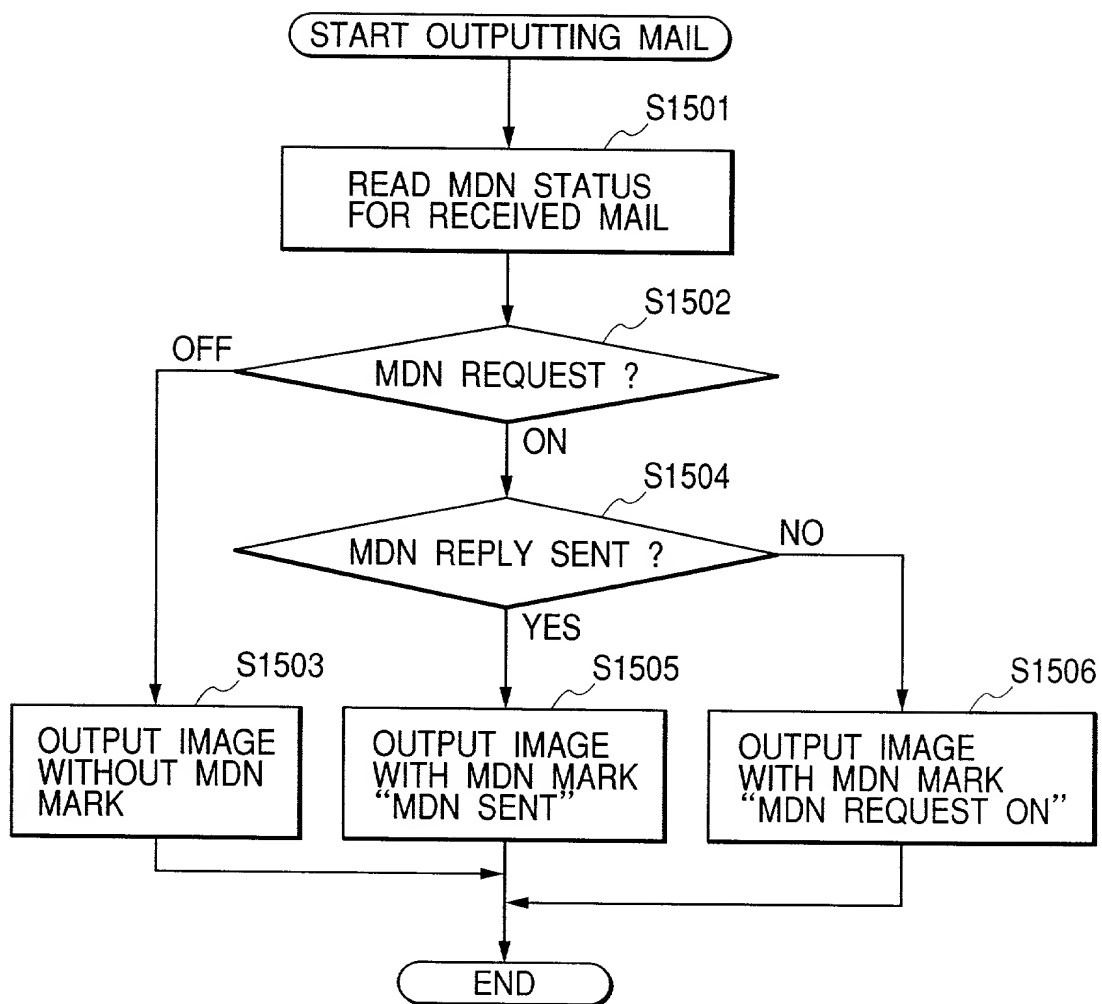 START OUTPUTTING MAIL
S1501
READ MDN STATUS
FOR RECEIVED MAIL
S1502
OFF
MDN REQUEST ?
ON
S1504
MDN REPLY SENT ?
NO
YES
S1503
S1505
S1506
OUTPUT IMAGE
WITHOUT MDN
MARK
OUTPUT IMAGE
WITH MDN MARK
“MDN SENT”
OUTPUT IMAGE
WITH MDN MARK
“MDN REQUEST ON”
END